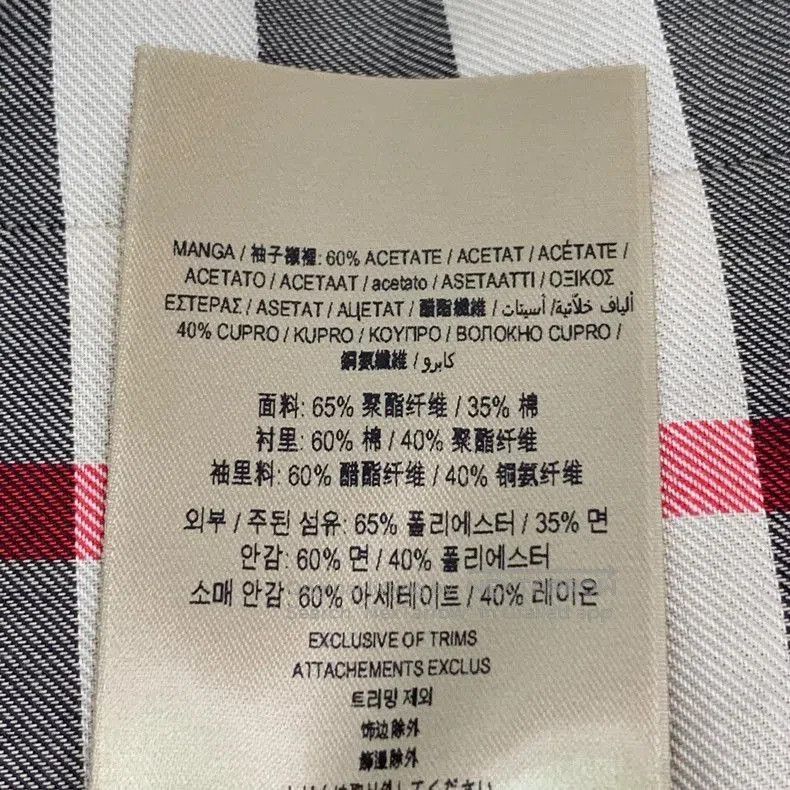 MANGA / 袖子襯裡: 60% ACETATE / ACETAT / ACÉTATE /
ACETATO / ACETAAT / acetato / ASETAATTI / ΟΞΙΚΟΣ
ΕΣΤΕΡΑΣ / ASETAT / АЦЕТАТ / 醋酯纖維 / ألياف خلّاتية/ أسيتات /
40% CUPRO / KUPRO / ΚΟΥΠΡΟ / ВОЛОКНО CUPRO /
銅氨纖維 / كابرو
面料: 65% 聚酯纤维 / 35% 棉
衬里: 60% 棉 / 40% 聚酯纤维
袖里料: 60% 醋酯纤维 / 40% 铜氨纤维
외부 / 주된 섬유: 65% 폴리에스터 / 35% 면
안감: 60% 면 / 40% 폴리에스터
소매 안감: 60% 아세테이트 / 40% 레이온
EXCLUSIVE OF TRIMS
ATTACHEMENTS EXCLUS
트리밍 제외
饰边除外
飾邊除外